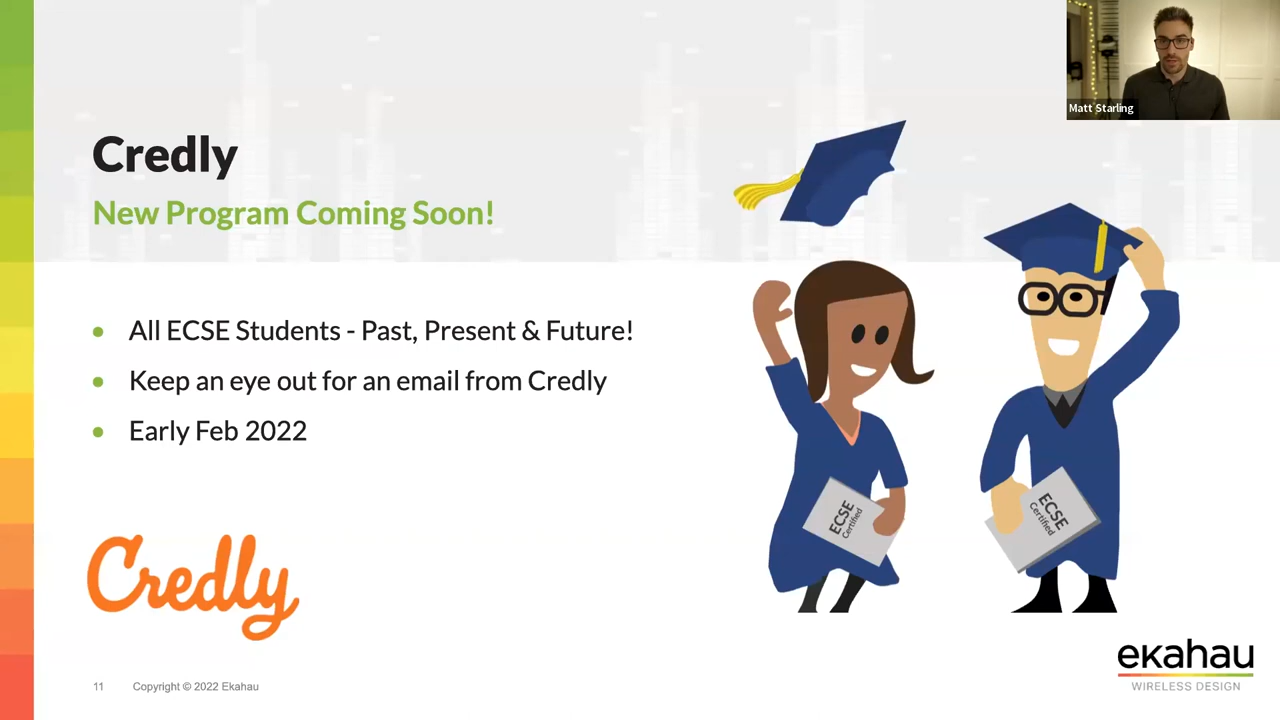 Matt Starling
Credly
New Program Coming Soon!
• All ECSE Students - Past, Present & Future!
• Keep an eye out for an email from Credly
• Early Feb 2022
ECSE
Certified
ECSE
Certified
Credly
ekahau
WIRELESS DESIGN
11
Copyright © 2022 Ekahau